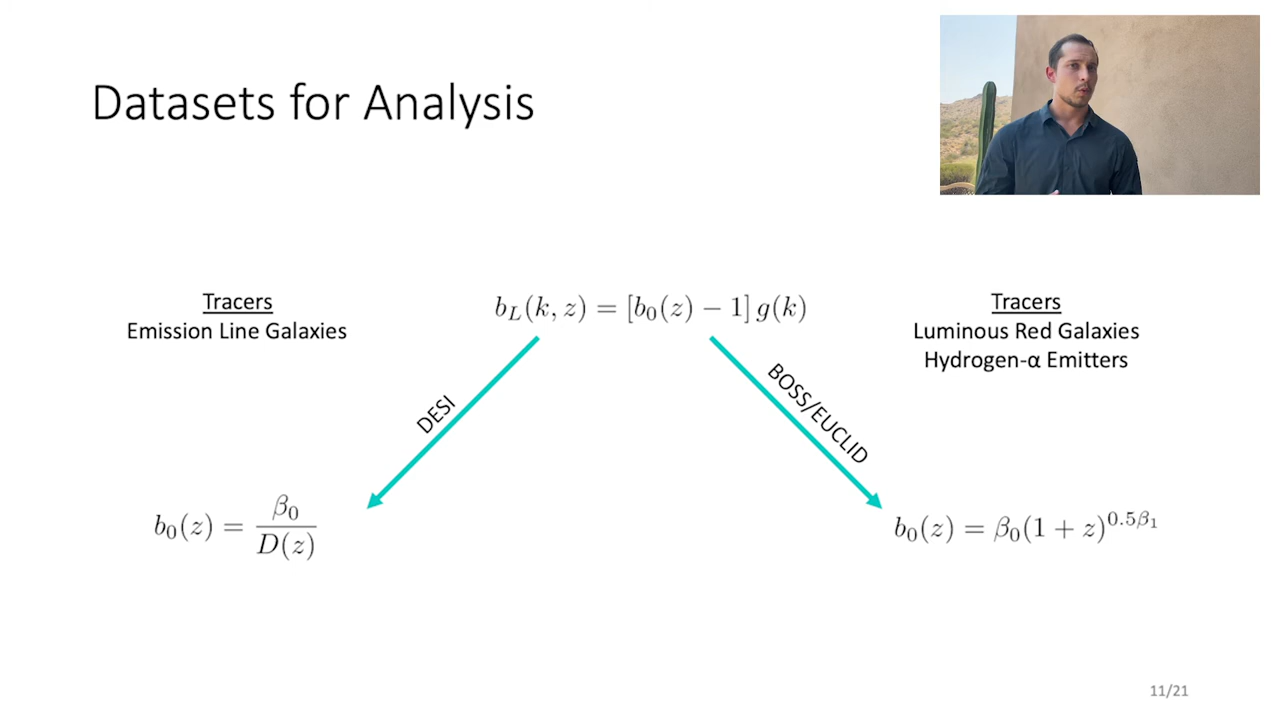 Datasets for Analysis
Tracers
Emission Line Galaxies
b_L(k, z) = [b_0(z) − 1] g(k)
Tracers
Luminous Red Galaxies
Hydrogen-α Emitters
DESI
BOSS/EUCLID
b_0(z) = β_0 / D(z)
b_0(z) = β_0(1 + z)^{0.5β_1}
11/21